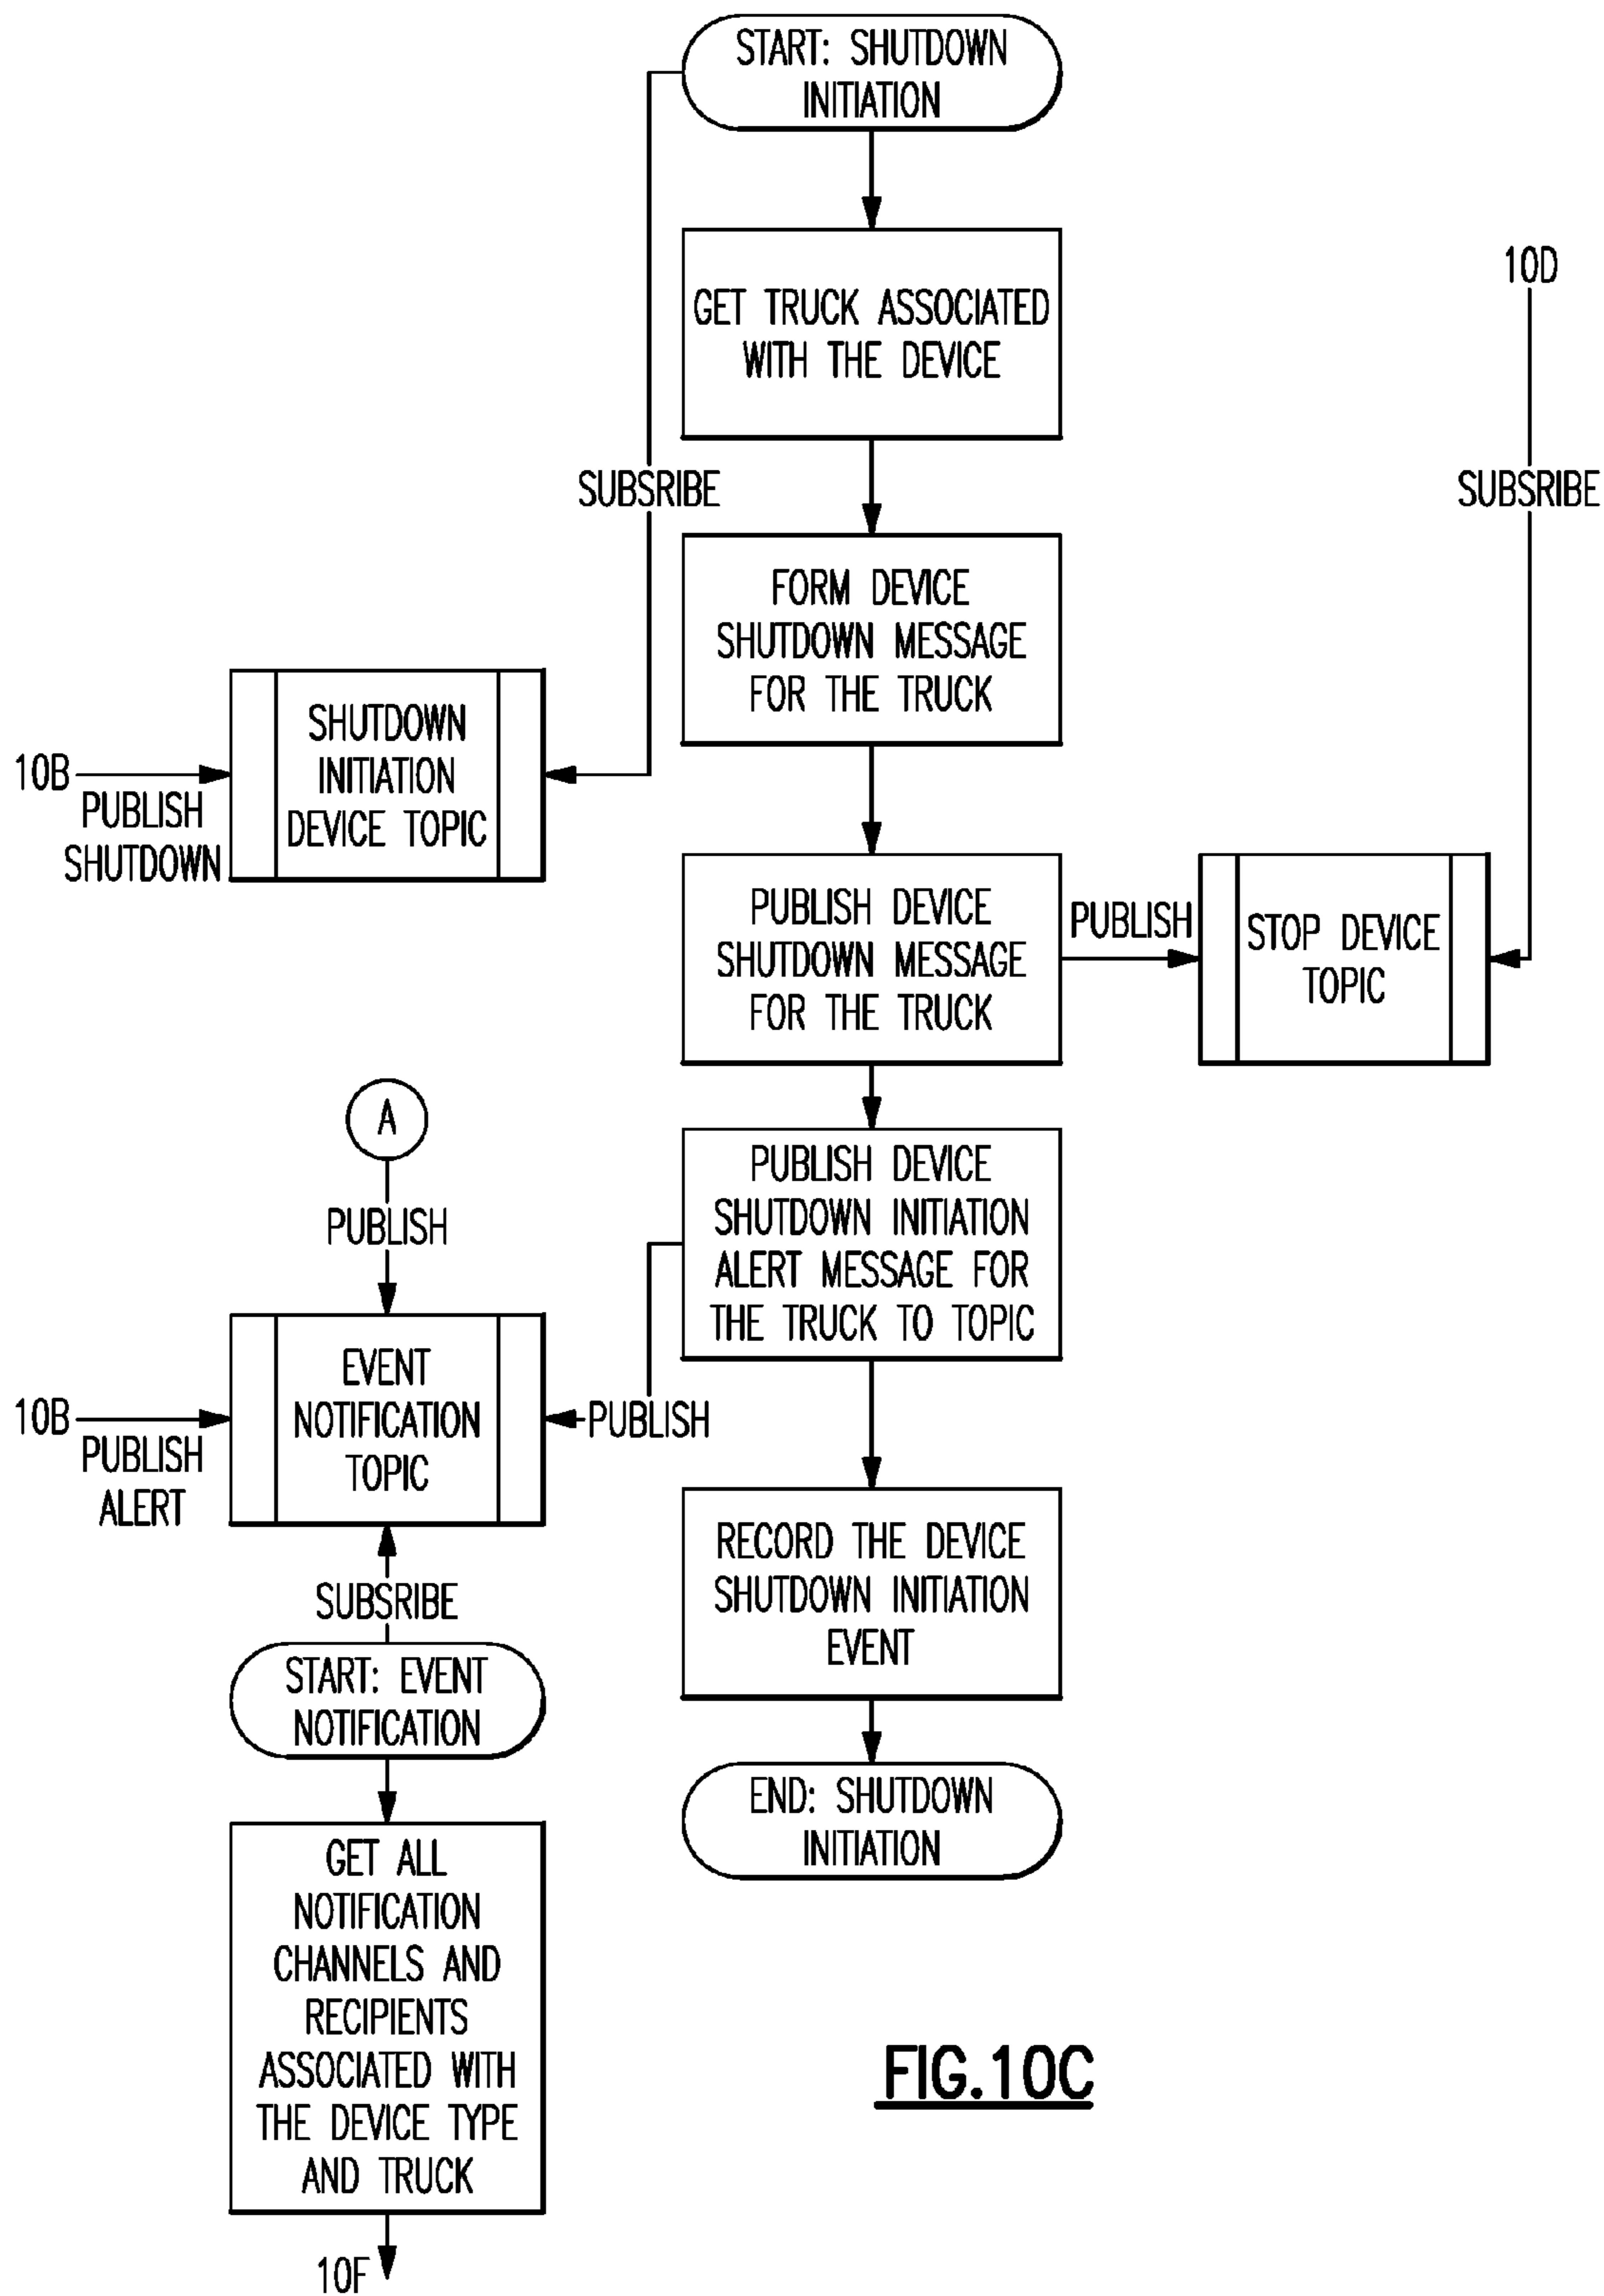 START: SHUTDOWN
INITIATION
GET TRUCK ASSOCIATED
WITH THE DEVICE
10D
SUBSRIBE
SUBSRIBE
FORM DEVICE
SHUTDOWN MESSAGE
FOR THE TRUCK
SHUTDOWN
INITIATION
DEVICE TOPIC
10B
PUBLISH
SHUTDOWN
PUBLISH DEVICE
SHUTDOWN MESSAGE
FOR THE TRUCK
PUBLISH
STOP DEVICE
TOPIC
A
PUBLISH
PUBLISH DEVICE
SHUTDOWN INITIATION
ALERT MESSAGE FOR
THE TRUCK TO TOPIC
EVENT
NOTIFICATION
TOPIC
10B
PUBLISH
ALERT
PUBLISH
RECORD THE DEVICE
SHUTDOWN INITIATION
EVENT
SUBSRIBE
START: EVENT
NOTIFICATION
END: SHUTDOWN
INITIATION
GET ALL
NOTIFICATION
CHANNELS AND
RECIPIENTS
ASSOCIATED WITH
THE DEVICE TYPE
AND TRUCK
10F
FIG.10C